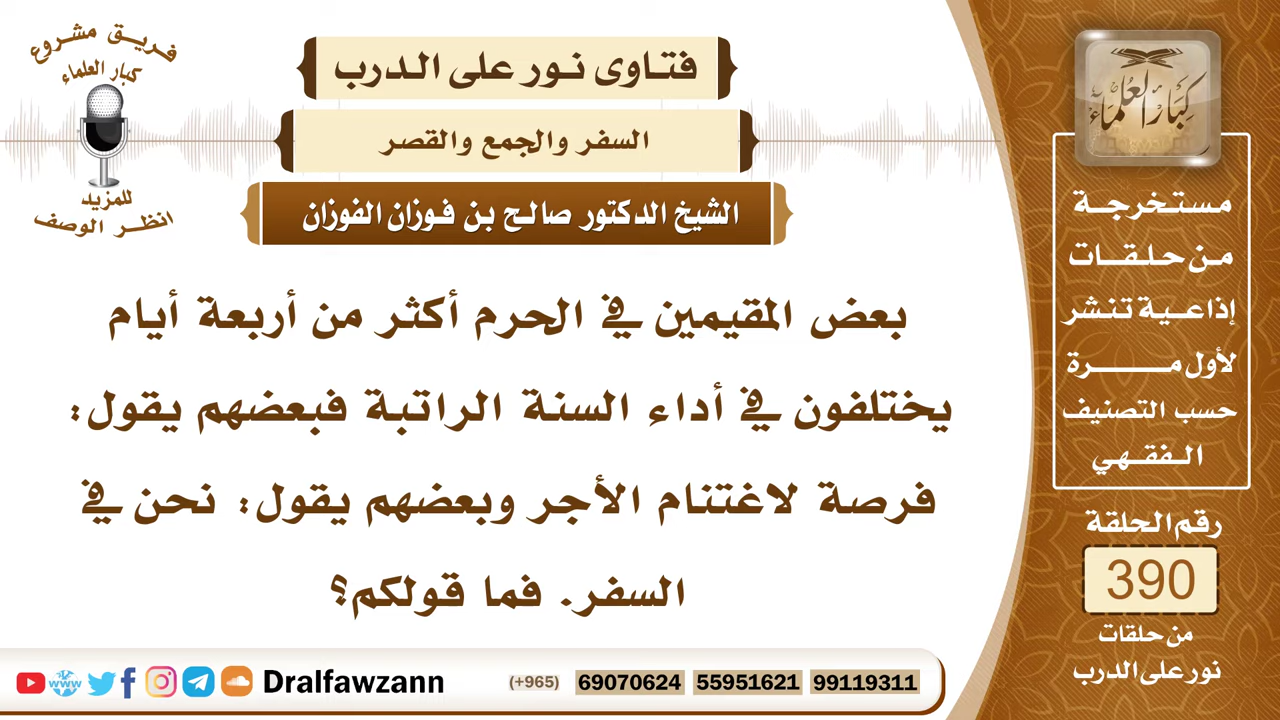 فريق مشروع
كبار العلماء
للمزيد
انظر الوصف
فتاوى نور على الدرب
السفر والجمع والقصر
الشيخ الدكتور صالح بن فوزان الفوزان
بعض المقيمين في الحرم أكثر من أربعة أيام
يختلفون في أداء السنة الراتبة فبعضهم يقول:
فرصة لاغتنام الأجر وبعضهم يقول: نحن في
السفر. فما قولكم؟
كبار العلماء
مستخرجة
من حلقات
إذاعية تنشر
لأول مرة
حسب التصنيف
الفقهي
رقم الحلقة
390
من حلقات
نور على الدرب
www Dralfawzann (+965) 69070624 55951621 99119311